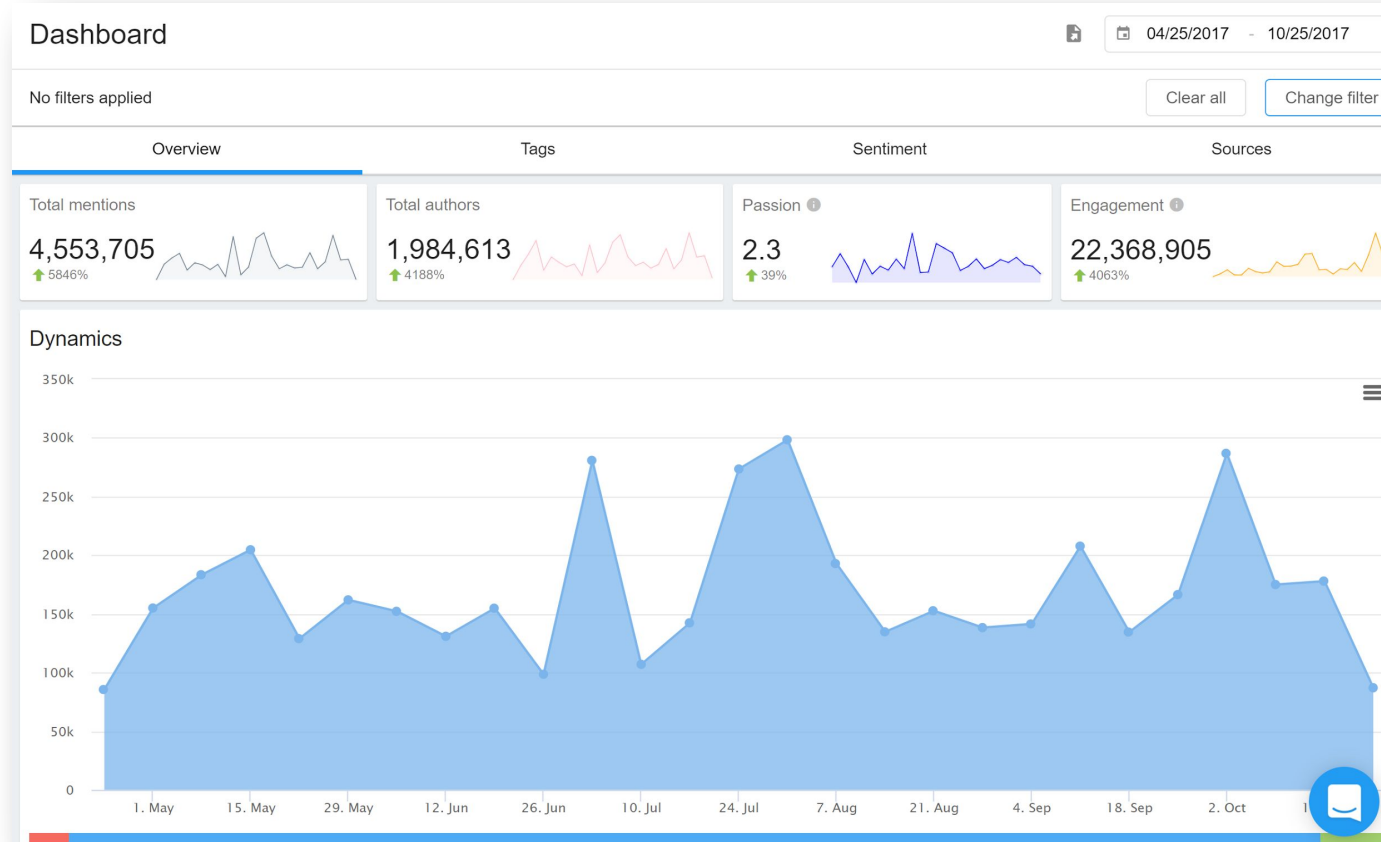 Dashboard
04/25/2017 - 10/25/2017
No filters applied
Clear all
Change filter
Overview
Tags
Sentiment
Sources
Total mentions
4,553,705
5846%
Total authors
1,984,613
4188%
Passion
2.3
39%
Engagement
22,368,905
4063%
Dynamics
350k
300k
250k
200k
150k
100k
50k
0
1. May 15. May 29. May 12. Jun 26. Jun 10. Jul 24. Jul 7. Aug 21. Aug 4. Sep 18. Sep 2. Oct